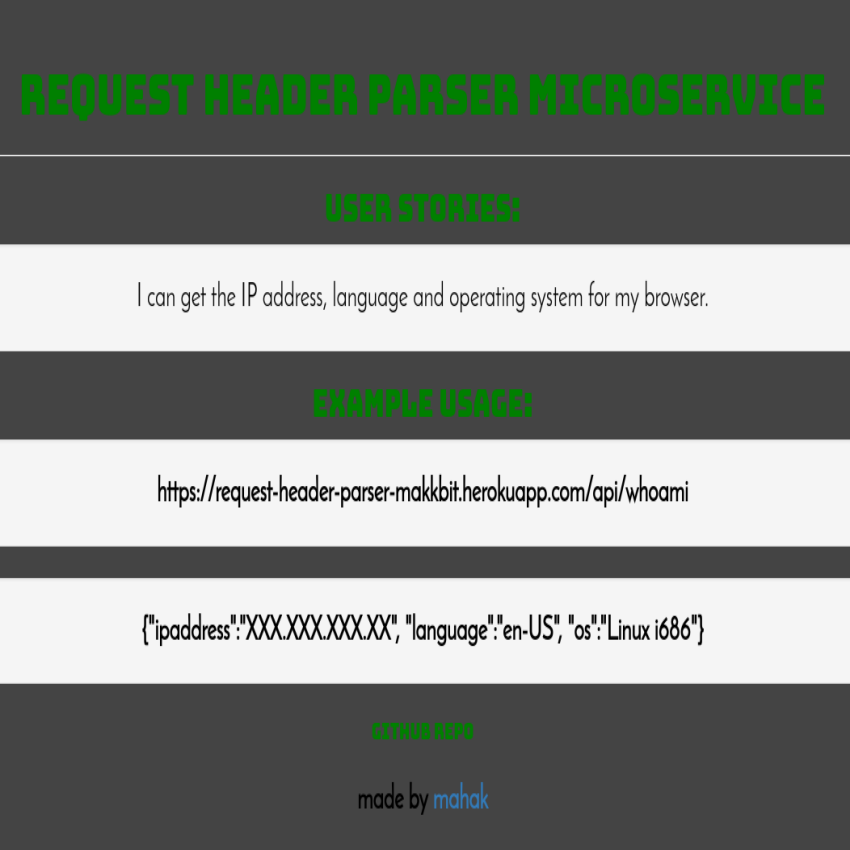 REQUEST HEADER PARSER MICROSERVICE
USER STORIES:
I can get the IP address, language and operating system for my browser.
EXAMPLE USAGE:
https://request-header-parser-makkbit.herokuapp.com/api/whoami
{"ipaddress":"XXX.XXX.XXX.XX", "language":"en-US", "os":"Linux i686"}
GITHUB REPO
made by mahak